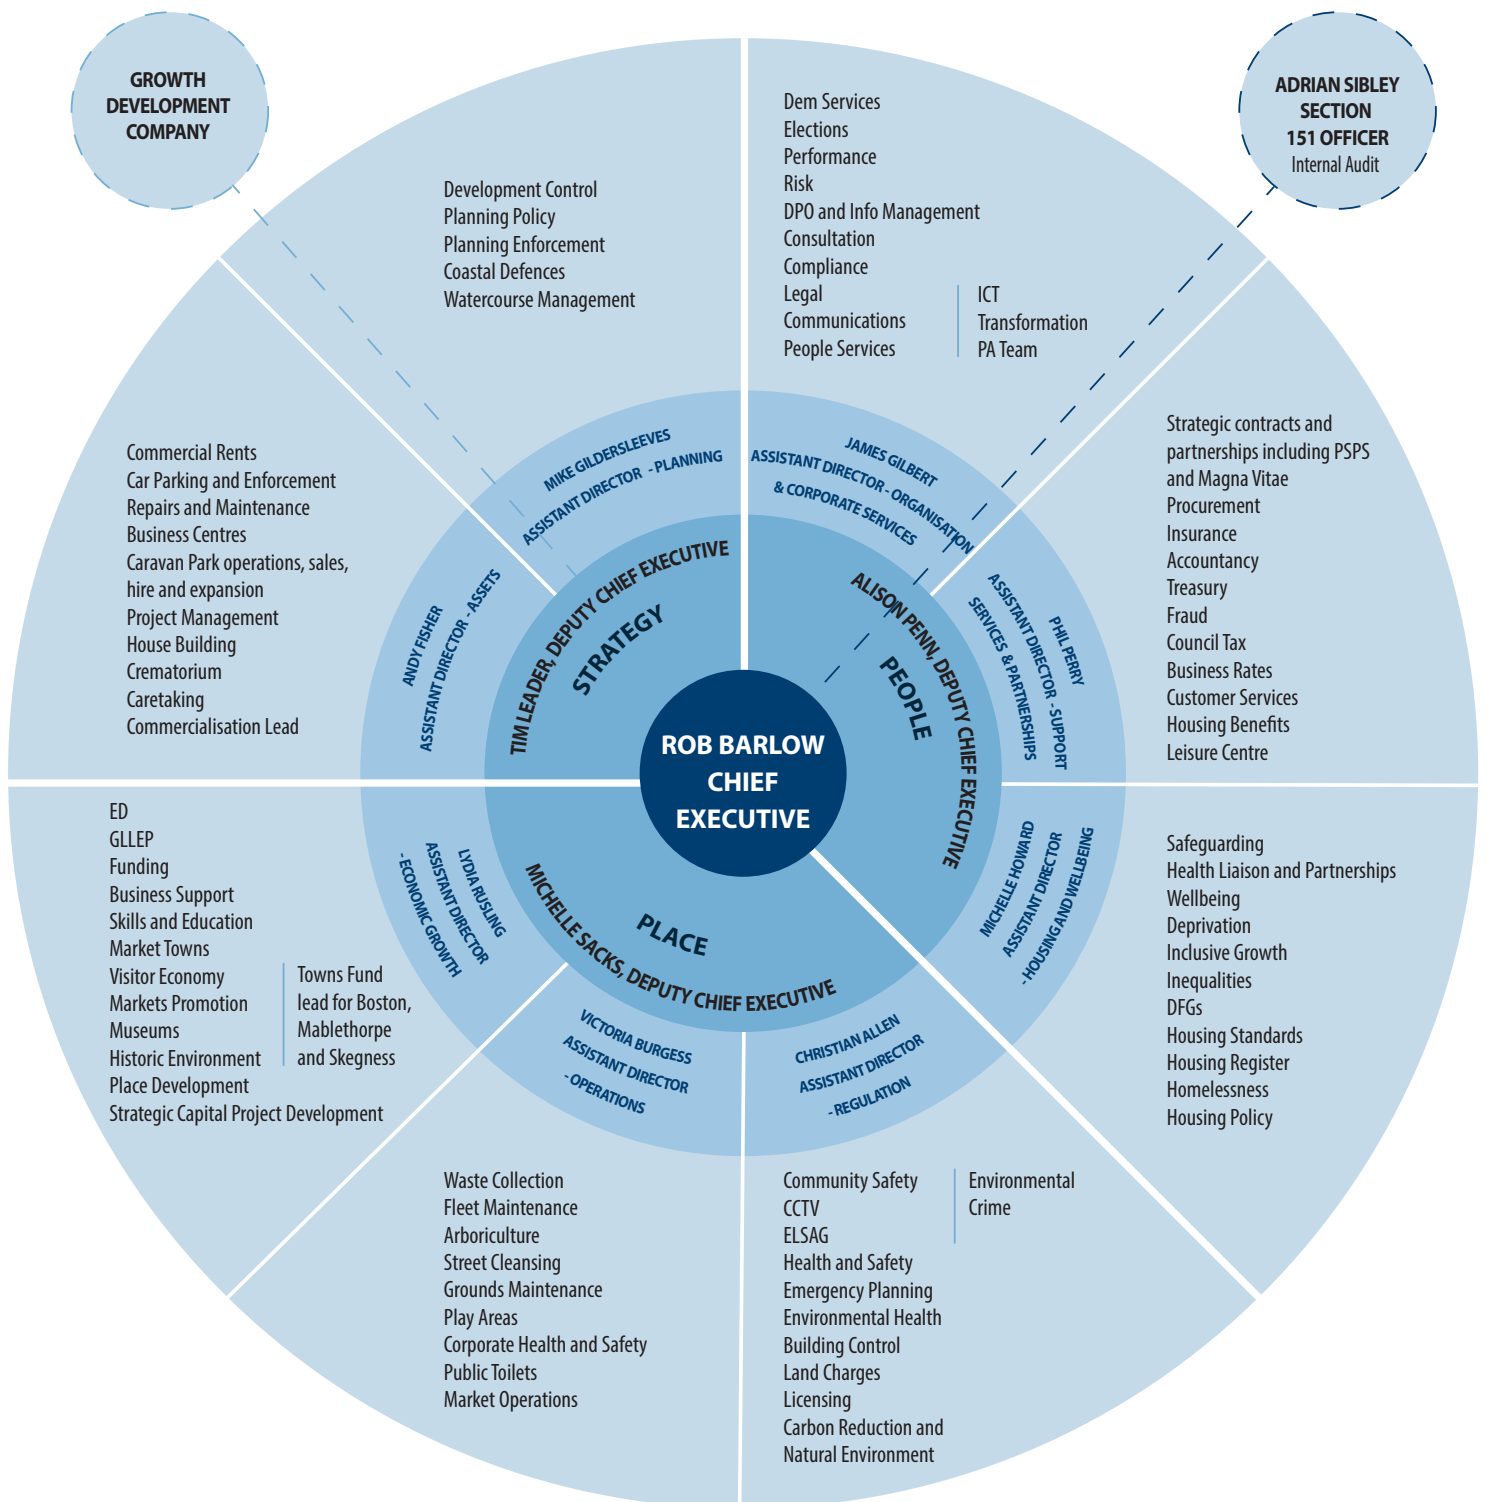 GROWTH
DEVELOPMENT
COMPANY
ADRIAN SIBLEY
SECTION
151 OFFICER
Internal Audit
Development Control
Planning Policy
Planning Enforcement
Coastal Defences
Watercourse Management
Dem Services
Elections
Performance
Risk
DPO and Info Management
Consultation
Compliance
Legal
Communications
People Services
ICT
Transformation
PA Team
Commercial Rents
Car Parking and Enforcement
Repairs and Maintenance
Business Centres
Caravan Park operations, sales,
hire and expansion
Project Management
House Building
Crematorium
Caretaking
Commercialisation Lead
Strategic contracts and
partnerships including PSPS
and Magna Vitae
Procurement
Insurance
Accountancy
Treasury
Fraud
Council Tax
Business Rates
Customer Services
Housing Benefits
Leisure Centre
MIKE GILDERSLEEVES
ASSISTANT DIRECTOR - PLANNING
JAMES GILBERT
ASSISTANT DIRECTOR - ORGANISATION
& CORPORATE SERVICES
ANDY FISHER
ASSISTANT DIRECTOR - ASSETS
PHIL PERRY
ASSISTANT DIRECTOR - SUPPORT
SERVICES & PARTNERSHIPS
TIM LEADER, DEPUTY CHIEF EXECUTIVE
STRATEGY
ALISON PENN, DEPUTY CHIEF EXECUTIVE
PEOPLE
ROB BARLOW
CHIEF
EXECUTIVE
PLACE
MICHELLE SACKS, DEPUTY CHIEF EXECUTIVE
LYDIA RUSLING
ASSISTANT DIRECTOR
- ECONOMIC GROWTH
MICHELLE HOWARD
ASSISTANT DIRECTOR
- HOUSING AND WELLBEING
VICTORIA BURGESS
ASSISTANT DIRECTOR
- OPERATIONS
CHRISTIAN ALLEN
ASSISTANT DIRECTOR
- REGULATION
ED
GLLEP
Funding
Business Support
Skills and Education
Market Towns
Visitor Economy
Markets Promotion
Museums
Historic Environment
Place Development
Strategic Capital Project Development
Towns Fund
lead for Boston,
Mablethorpe
and Skegness
Safeguarding
Health Liaison and Partnerships
Wellbeing
Deprivation
Inclusive Growth
Inequalities
DFGs
Housing Standards
Housing Register
Homelessness
Housing Policy
Waste Collection
Fleet Maintenance
Arboriculture
Street Cleansing
Grounds Maintenance
Play Areas
Corporate Health and Safety
Public Toilets
Market Operations
Community Safety
CCTV
ELSAG
Health and Safety
Emergency Planning
Environmental Health
Building Control
Land Charges
Licensing
Carbon Reduction and
Natural Environment
Environmental
Crime